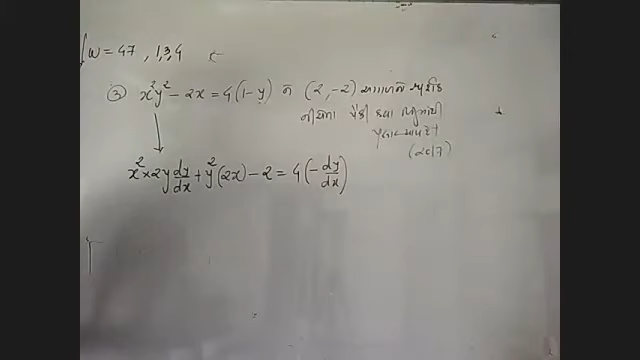 W = 47 , 1,3,4
③ x²y² - 2x = 4(1-y) ને (2,-2) આગળનો સ્પર્શક
નીચેના પૈકી કયા બિંદુમાંથી
(2017)
x² × 2y dy/dx + y²(2x) - 2 = 4(-dy/dx)